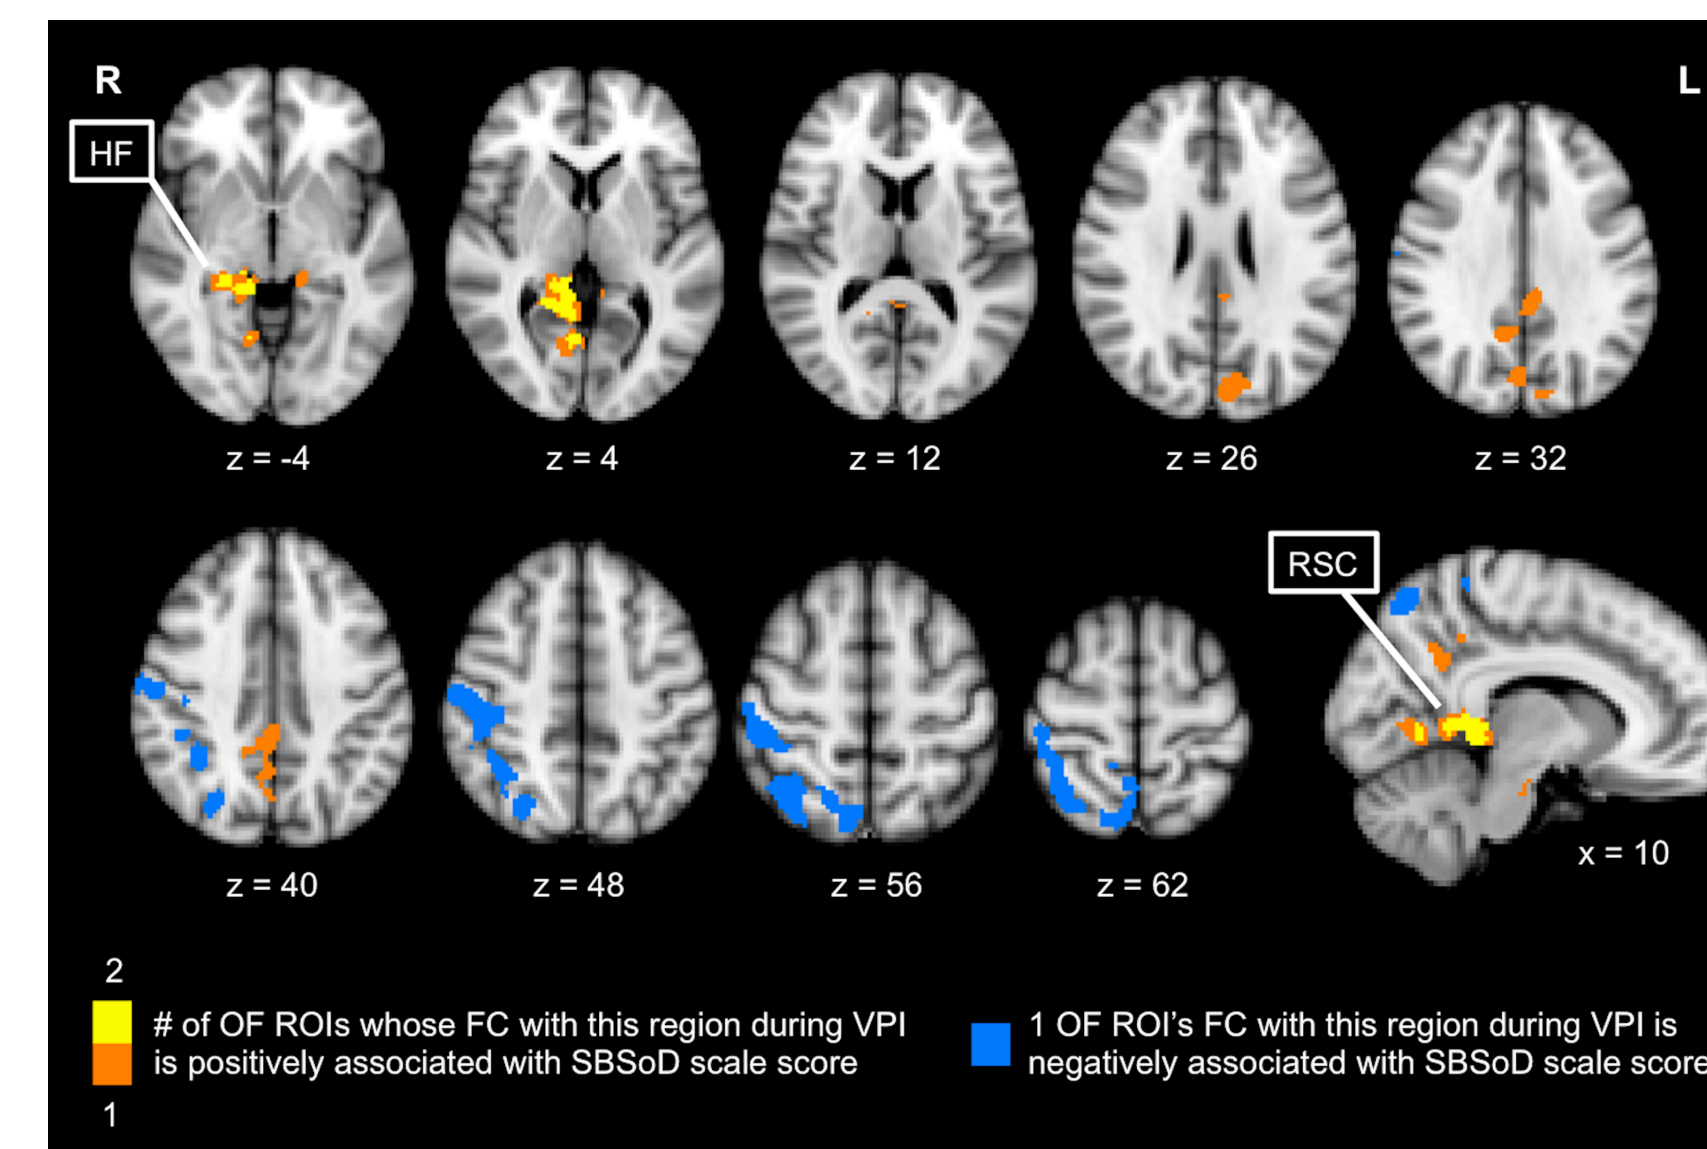 R
L
HF
z = -4
z = 4
z = 12
z = 26
z = 32
RSC
x = 10
z = 40
z = 48
z = 56
z = 62
2
# of OF ROIs whose FC with this region during VPI
is positively associated with SBSoD scale score
1
1 OF ROI's FC with this region during VPI is
negatively associated with SBSoD scale score